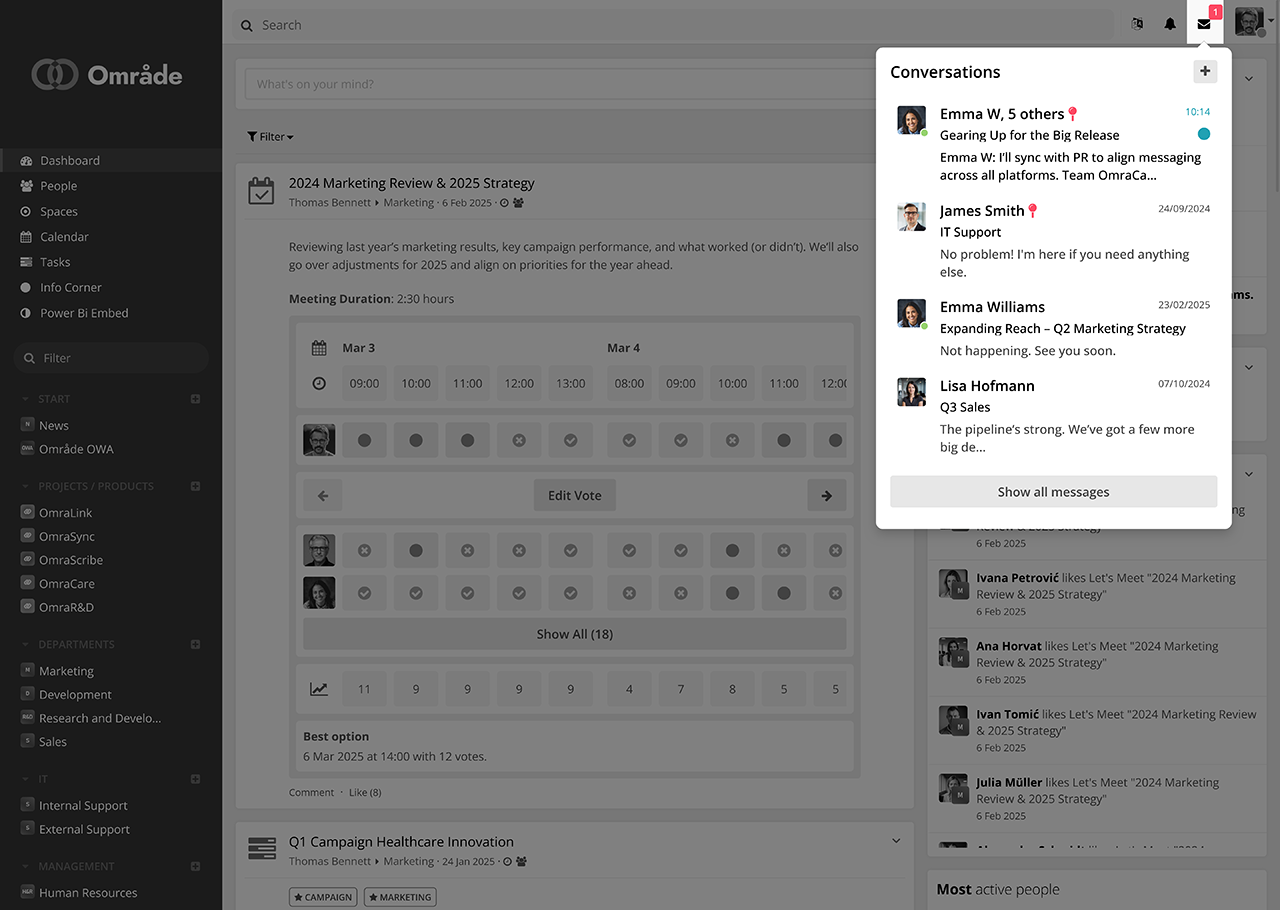 Område
Dashboard
People
Spaces
Calendar
Tasks
Info Corner
Power Bi Embed
Filter
START
News
Område OWA
PROJECTS / PRODUCTS
OmraLink
OmraSync
OmraScribe
OmraCare
OmraR&D
DEPARTMENTS
Marketing
Development
Research and Develo...
Sales
IT
Internal Support
External Support
MANAGEMENT
Human Resources
Search
1
What's on your mind?
Filter
2024 Marketing Review & 2025 Strategy
Thomas Bennett Marketing · 6 Feb 2025 ·
Reviewing last year's marketing results, key campaign performance, and what worked (or didn't). We'll also
go over adjustments for 2025 and align on priorities for the year ahead.
Meeting Duration: 2:30 hours
Mar 3 Mar 4
09:00 10:00 11:00 12:00 13:00 08:00 09:00 10:00 11:00 12:00
Edit Vote
Show All (18)
11 9 9 9 9 4 7 8 5 5
Best option
6 Mar 2025 at 14:00 with 12 votes.
Comment · Like (8)
Q1 Campaign Healthcare Innovation
Thomas Bennett Marketing · 24 Jan 2025 ·
CAMPAIGN MARKETING
Conversations
Emma W, 5 others 10:14
Gearing Up for the Big Release
Emma W: I'll sync with PR to align messaging
across all platforms. Team OmraCa...
James Smith 24/09/2024
IT Support
No problem! I'm here if you need anything
else.
Emma Williams 23/02/2025
Expanding Reach – Q2 Marketing Strategy
Not happening. See you soon.
Lisa Hofmann 07/10/2024
Q3 Sales
The pipeline's strong. We've got a few more
big de...
Show all messages
Review & 2025 Strategy"
6 Feb 2025
Ivana Petrović likes Let's Meet "2024 Marketing
Review & 2025 Strategy"
6 Feb 2025
Ana Horvat likes Let's Meet "2024 Marketing
Review & 2025 Strategy"
6 Feb 2025
Ivan Tomić likes Let's Meet "2024 Marketing Review
& 2025 Strategy"
6 Feb 2025
Julia Müller likes Let's Meet "2024 Marketing
Review & 2025 Strategy"
6 Feb 2025
Most active people